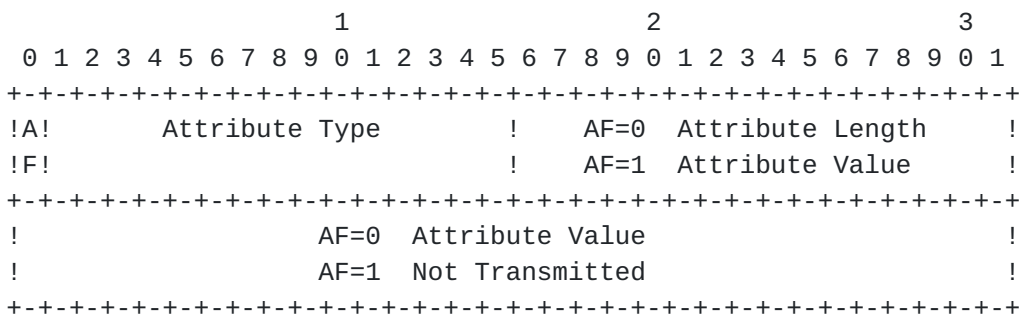 1                   2                   3
 0 1 2 3 4 5 6 7 8 9 0 1 2 3 4 5 6 7 8 9 0 1 2 3 4 5 6 7 8 9 0 1
+-+-+-+-+-+-+-+-+-+-+-+-+-+-+-+-+-+-+-+-+-+-+-+-+-+-+-+-+-+-+-+-+
!A!       Attribute Type        !    AF=0  Attribute Length     !
!F!                             !    AF=1  Attribute Value      !
+-+-+-+-+-+-+-+-+-+-+-+-+-+-+-+-+-+-+-+-+-+-+-+-+-+-+-+-+-+-+-+-+
!                   AF=0  Attribute Value                       !
!                   AF=1  Not Transmitted                       !
+-+-+-+-+-+-+-+-+-+-+-+-+-+-+-+-+-+-+-+-+-+-+-+-+-+-+-+-+-+-+-+-+